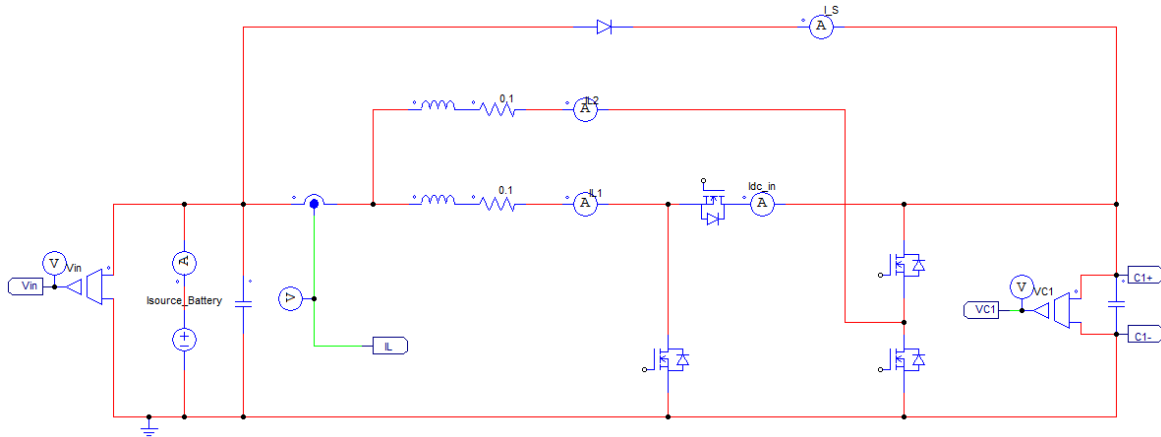 I_S
A
0.1
IL2
A
0.1
IL1
A
Idc_in
A
Vin
V
Vin
A
Isource_Battery
V
IL
VC1
V
VC1
C1+
C1-